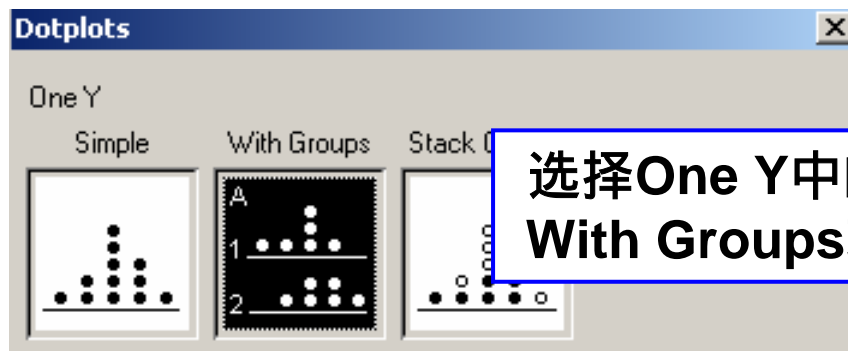 Dotplots
One Y
Simple With Groups Stack
选择One Y中
With Groups
A
1
2